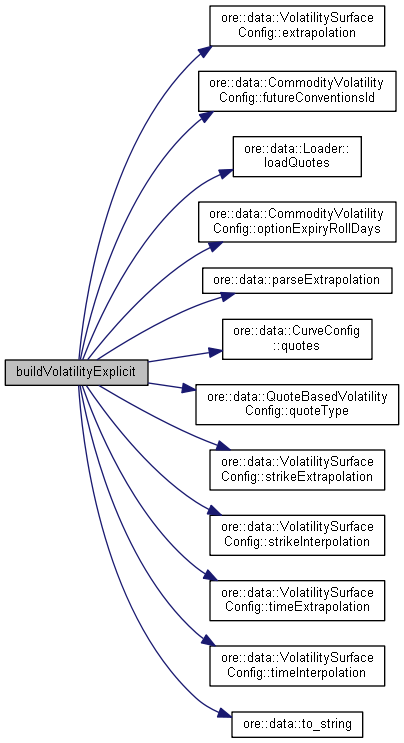 ore::data::VolatilitySurface
Config::extrapolation
ore::data::CommodityVolatility
Config::futureConventionsId
ore::data::Loader::
loadQuotes
ore::data::CommodityVolatility
Config::optionExpiryRollDays
ore::data::parseExtrapolation
ore::data::CurveConfig
::quotes
buildVolatilityExplicit
ore::data::QuoteBasedVolatility
Config::quoteType
ore::data::VolatilitySurface
Config::strikeExtrapolation
ore::data::VolatilitySurface
Config::strikeInterpolation
ore::data::VolatilitySurface
Config::timeExtrapolation
ore::data::VolatilitySurface
Config::timeInterpolation
ore::data::to_string